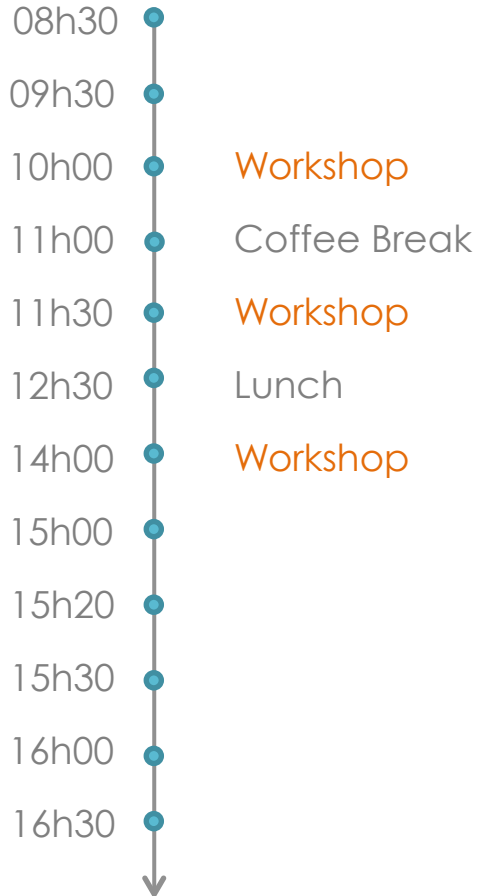 08h30
09h30
10h00 Workshop
11h00 Coffee Break
11h30 Workshop
12h30 Lunch
14h00 Workshop
15h00
15h20
15h30
16h00
16h30